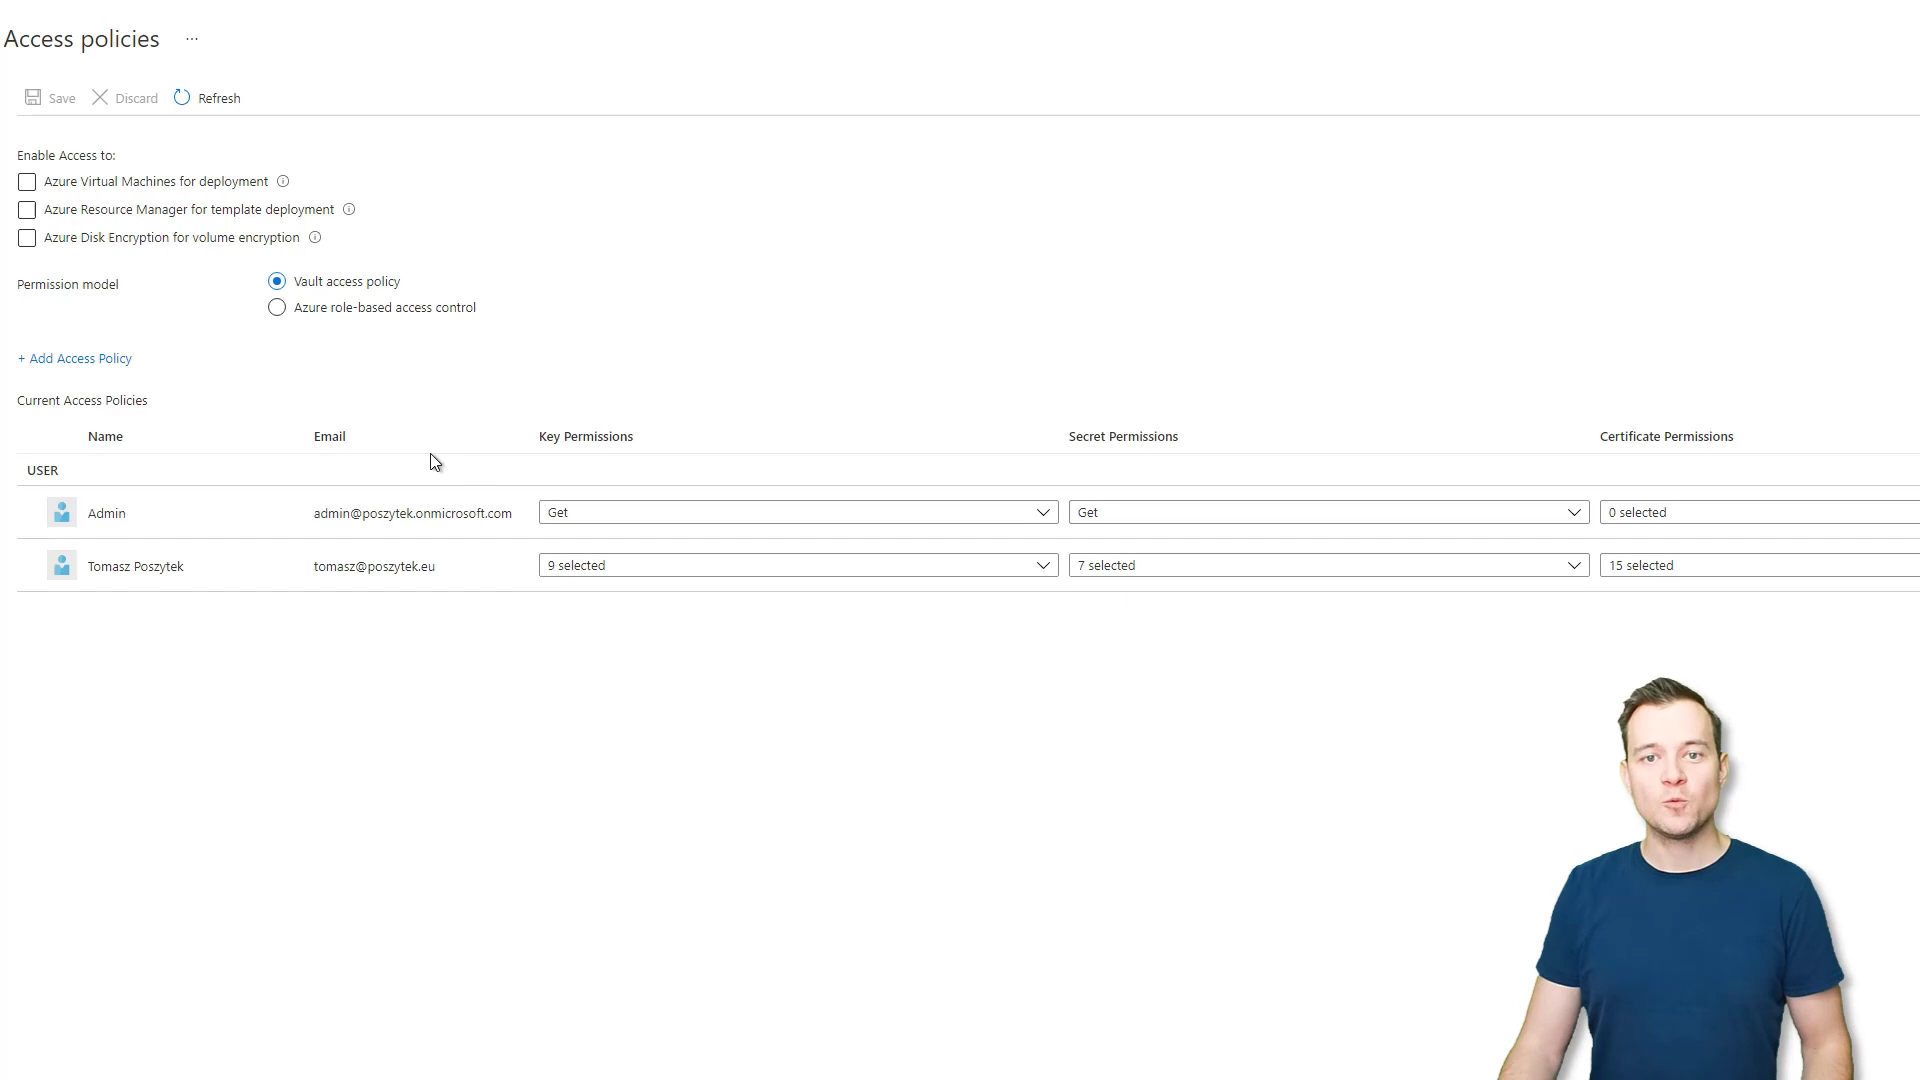 Access policies ...
Save Discard Refresh
Enable Access to:
Azure Virtual Machines for deployment
Azure Resource Manager for template deployment
Azure Disk Encryption for volume encryption
Permission model
Vault access policy
Azure role-based access control
+ Add Access Policy
Current Access Policies
Name Email Key Permissions Secret Permissions Certificate Permissions
USER
Admin admin@poszytek.onmicrosoft.com Get Get 0 selected
Tomasz Poszytek tomasz@poszytek.eu 9 selected 7 selected 15 selected